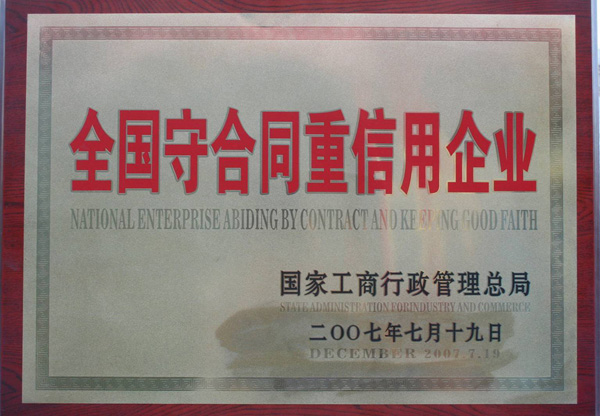 全国守合同重信用企业
NATIONAL ENTERPRISE ABIDING BY CONTRACT AND KEEPING GOOD FAITH
国家工商行政管理总局
STATE ADMINISTRATION FOR INDUSTRY AND COMMERCE
二〇〇七年七月十九日
DECEMBER 2007.7.19